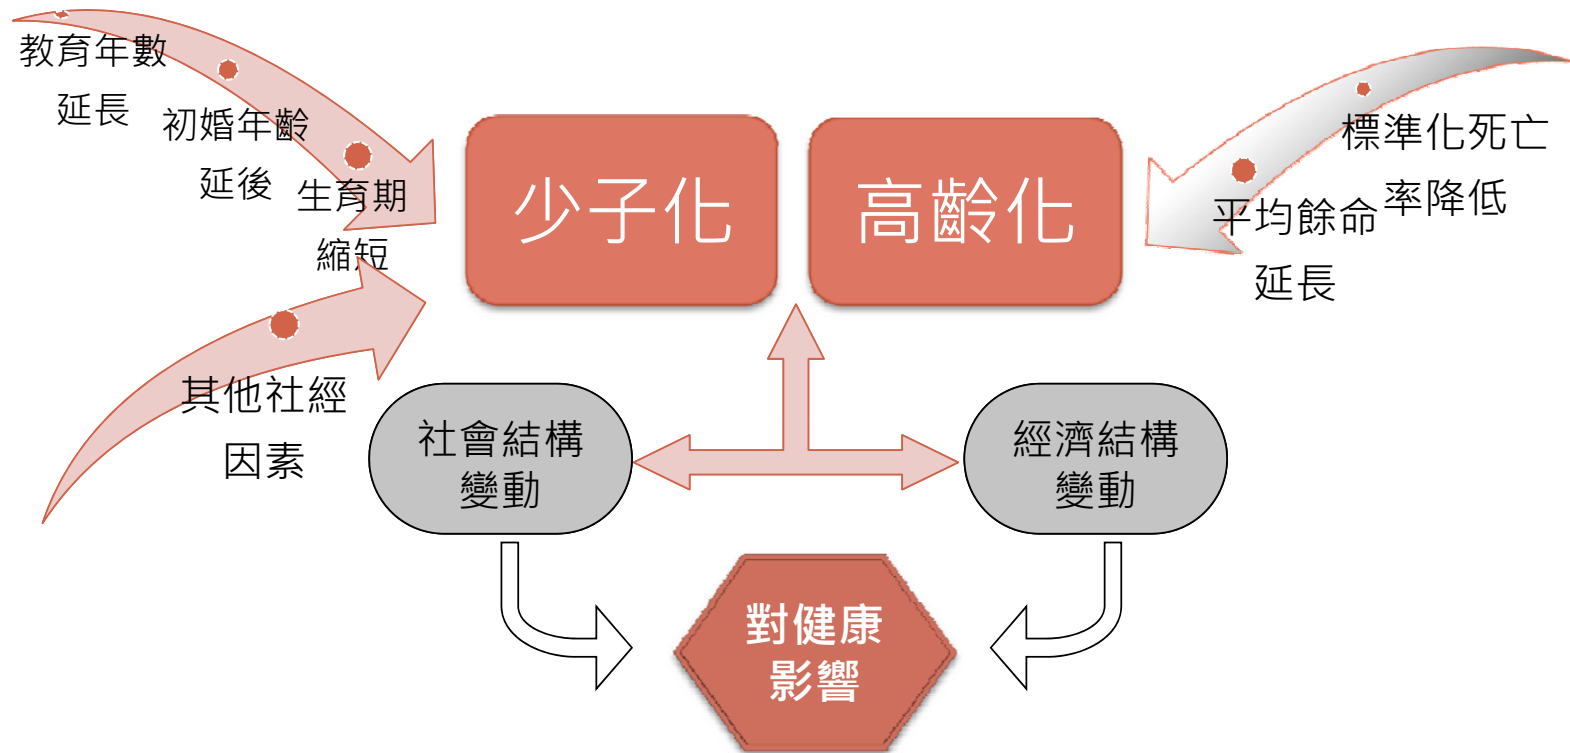 教育年數
延長
初婚年齡
延後
生育期
縮短
其他社經
因素
少子化
高齡化
標準化死亡
率降低
平均餘命
延長
社會結構
變動
經濟結構
變動
對健康
影響